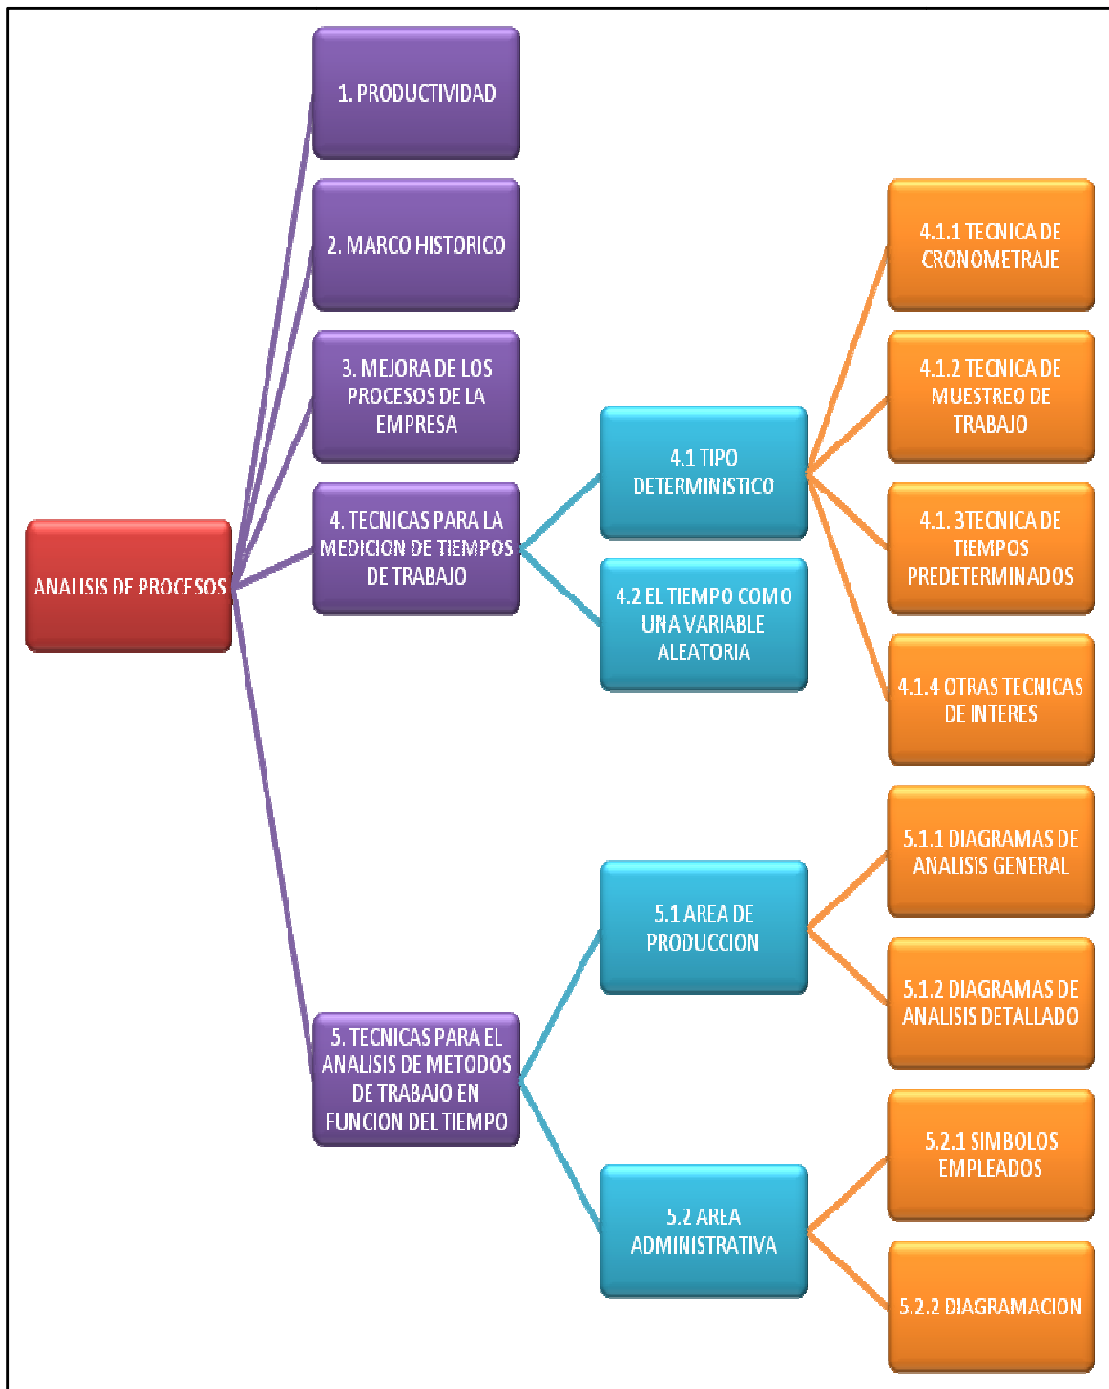 ANALISIS DE PROCESOS
1. PRODUCTIVIDAD
2. MARCO HISTORICO
3. MEJORA DE LOS
PROCESOS DE LA
EMPRESA
4. TECNICAS PARA LA
MEDICION DE TIEMPOS
DE TRABAJO
4.1 TIPO
DETERMINISTICO
4.1.1 TECNICA DE
CRONOMETRAJE
4.1.2 TECNICA DE
MUESTREO DE
TRABAJO
4.1. 3TECNICA DE
TIEMPOS
PREDETERMINADOS
4.1.4 OTRAS TECNICAS
DE INTERES
4.2 EL TIEMPO COMO
UNA VARIABLE
ALEATORIA
5. TECNICAS PARA EL
ANALISIS DE METODOS
DE TRABAJO EN
FUNCION DEL TIEMPO
5.1 AREA DE
PRODUCCION
5.1.1 DIAGRAMAS DE
ANALISIS GENERAL
5.1.2 DIAGRAMAS DE
ANALISIS DETALLADO
5.2 AREA
ADMINISTRATIVA
5.2.1 SIMBOLOS
EMPLEADOS
5.2.2 DIAGRAMACION